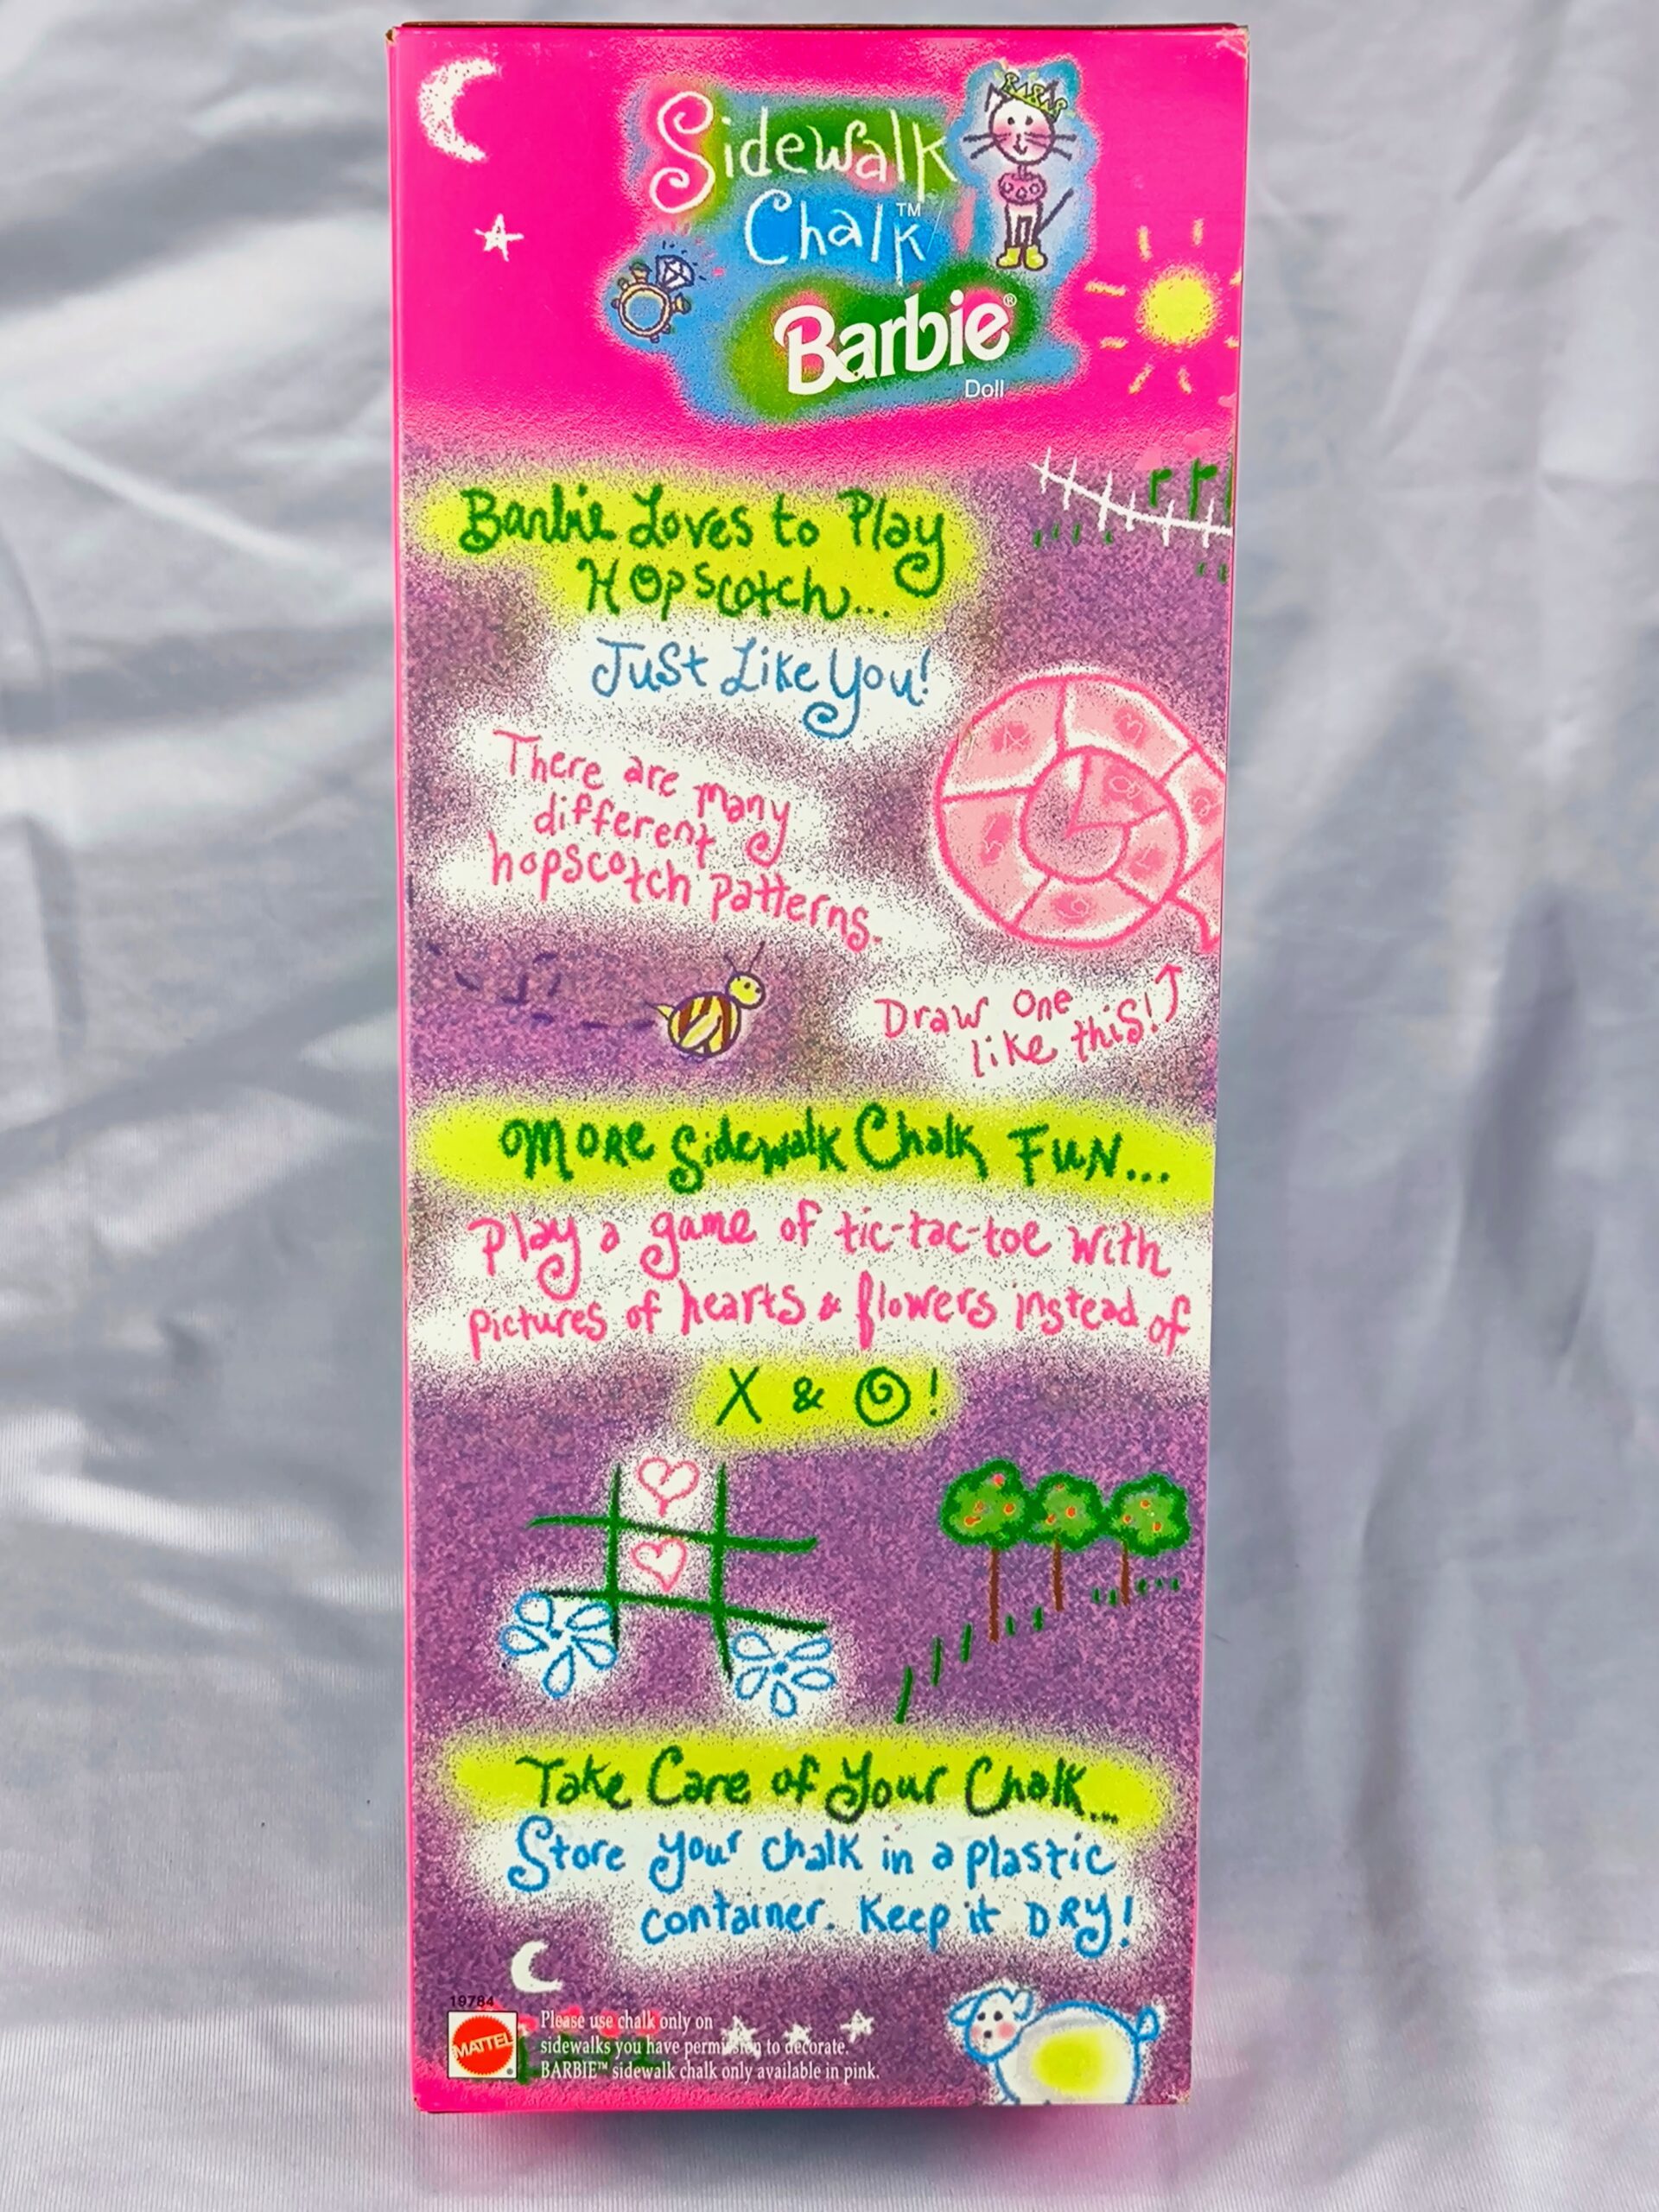 Sidewalk
Chalk™
Barbie®
Doll
Barbie Loves to Play
Hopscotch...
Just Like You!
There are many
different
hopscotch patterns.
Draw one
like this!
More Sidewalk Chalk Fun...
Play a game of tic-tac-toe with
pictures of hearts & flowers instead of
X & O!
Take Care of Your Chalk...
Store your chalk in a plastic
container. Keep it DRY!
19784
MATTEL
Please use chalk only on
sidewalks you have permission to decorate.
BARBIE™ sidewalk chalk only available in pink.